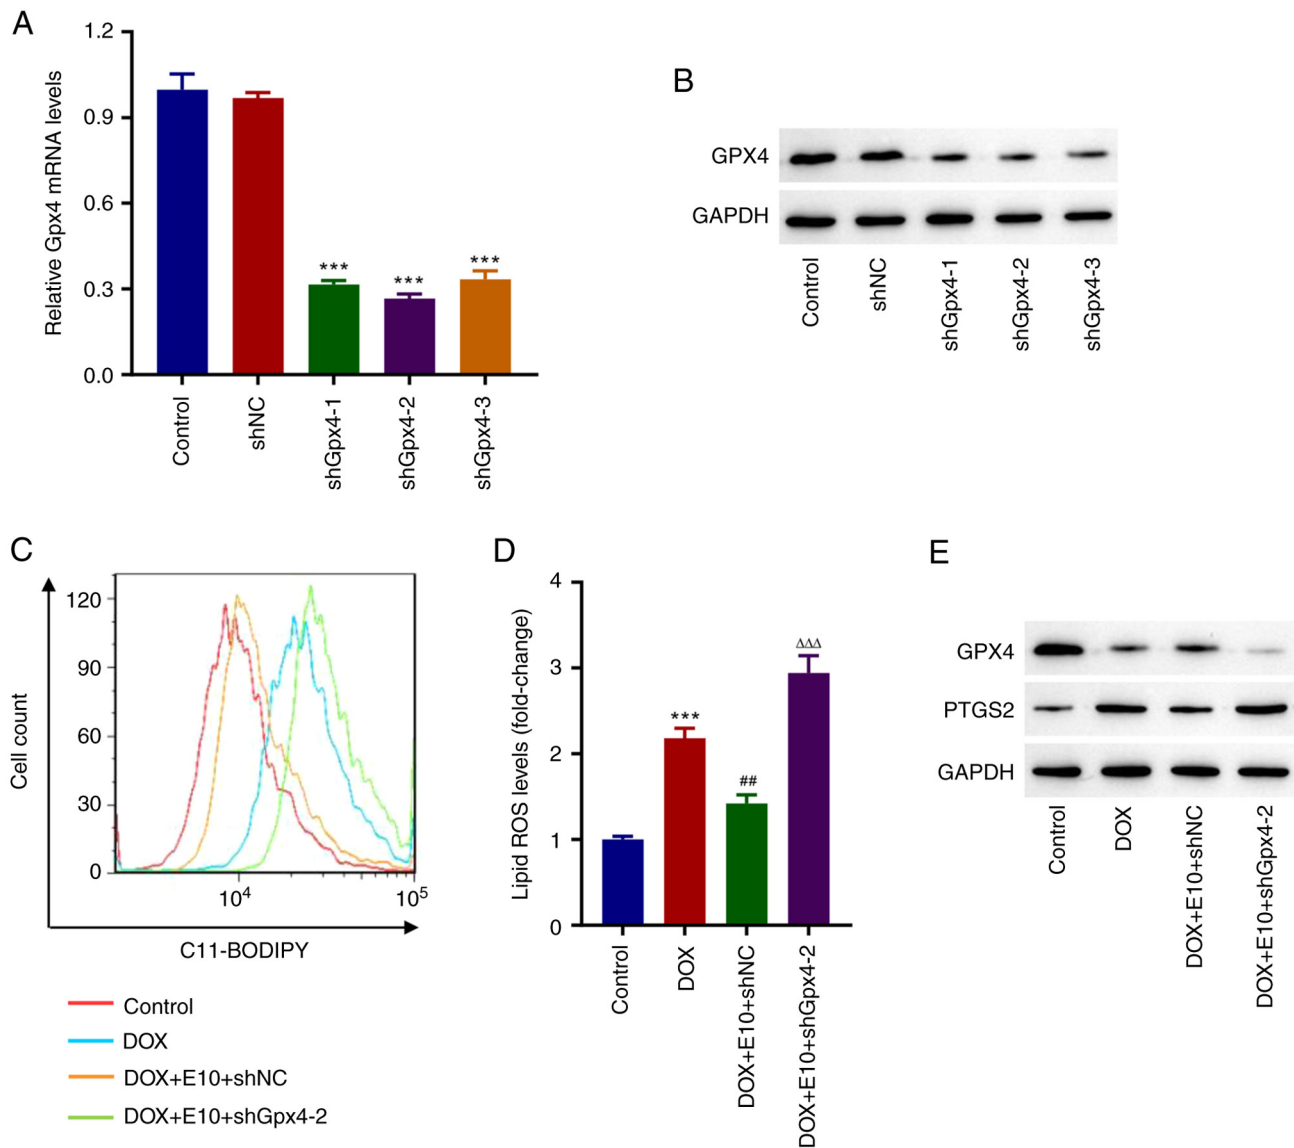 A
Relative Gpx4 mRNA levels
1.2
0.9
0.6
0.3
0.0
***
***
***
Control
shNC
shGpx4-1
shGpx4-2
shGpx4-3
B
GPX4
GAPDH
Control
shNC
shGpx4-1
shGpx4-2
shGpx4-3
C
Cell count
120
90
60
30
0
10⁴
10⁵
C11-BODIPY
Control
DOX
DOX+E10+shNC
DOX+E10+shGpx4-2
D
Lipid ROS levels (fold-change)
4
3
2
1
0
***
##
ΔΔΔ
Control
DOX
DOX+E10+shNC
DOX+E10+shGpx4-2
E
GPX4
PTGS2
GAPDH
Control
DOX
DOX+E10+shNC
DOX+E10+shGpx4-2